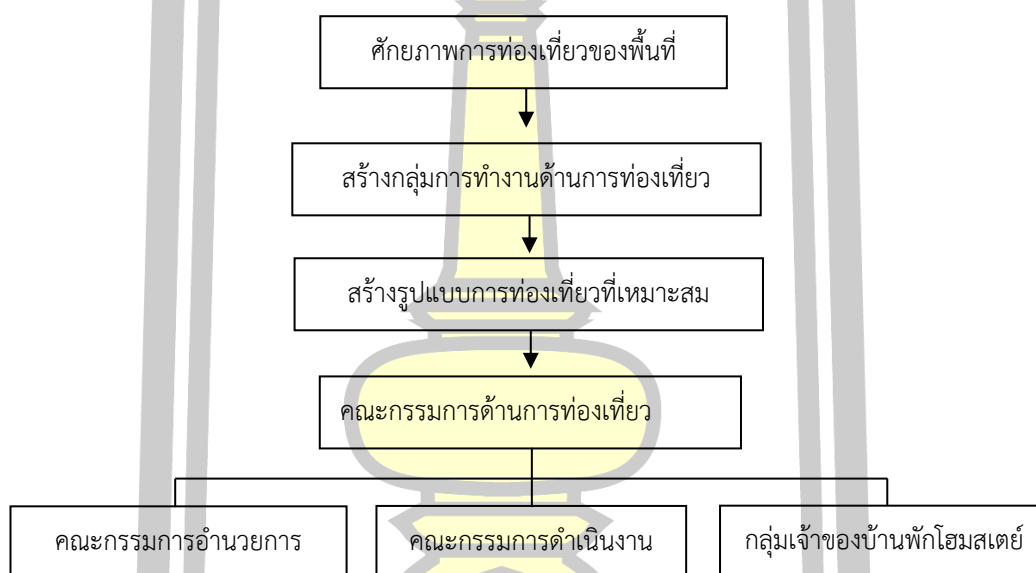 ศักยภาพการท่องเที่ยวของพื้นที่
สร้างกลุ่มการทำงานด้านการท่องเที่ยว
สร้างรูปแบบการท่องเที่ยวที่เหมาะสม
คณะกรรมการด้านการท่องเที่ยว
คณะกรรมการอำนวยการ
คณะกรรมการดำเนินงาน
กลุ่มเจ้าของบ้านพักโฮมสเตย์